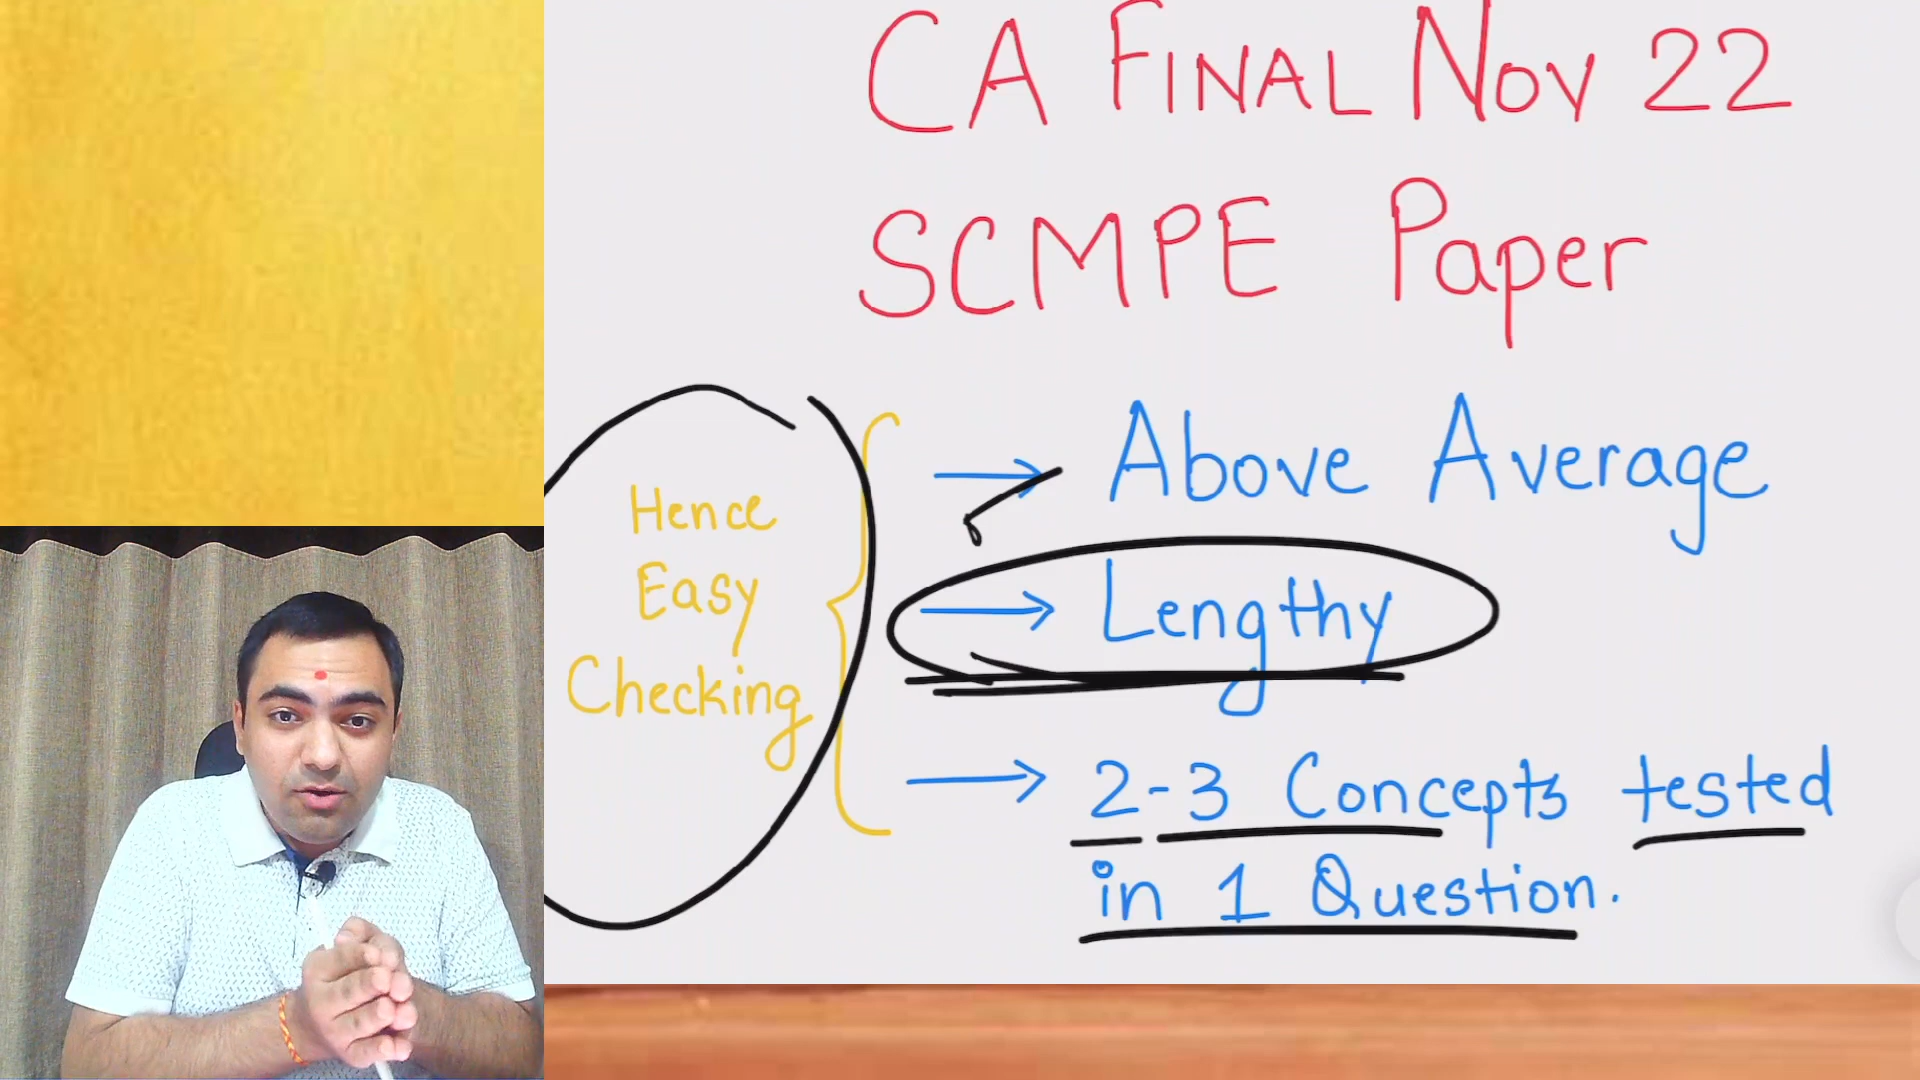 CA FINAL Nov 22
SCMPE Paper
→ Above Average
→ Lengthy
→ 2-3 Concepts tested
in 1 Question.
Hence
Easy
Checking